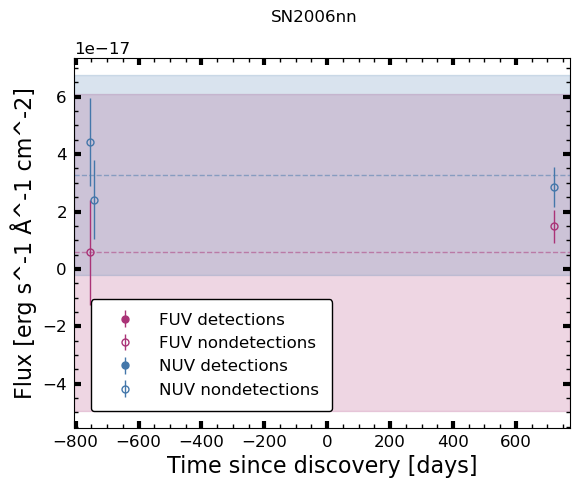 SN2006nn
1e−17
6
4
2
0
−2
−4
Flux [erg s^-1 Å^-1 cm^-2]
FUV detections
FUV nondetections
NUV detections
NUV nondetections
−800 −600 −400 −200 0 200 400 600
Time since discovery [days]